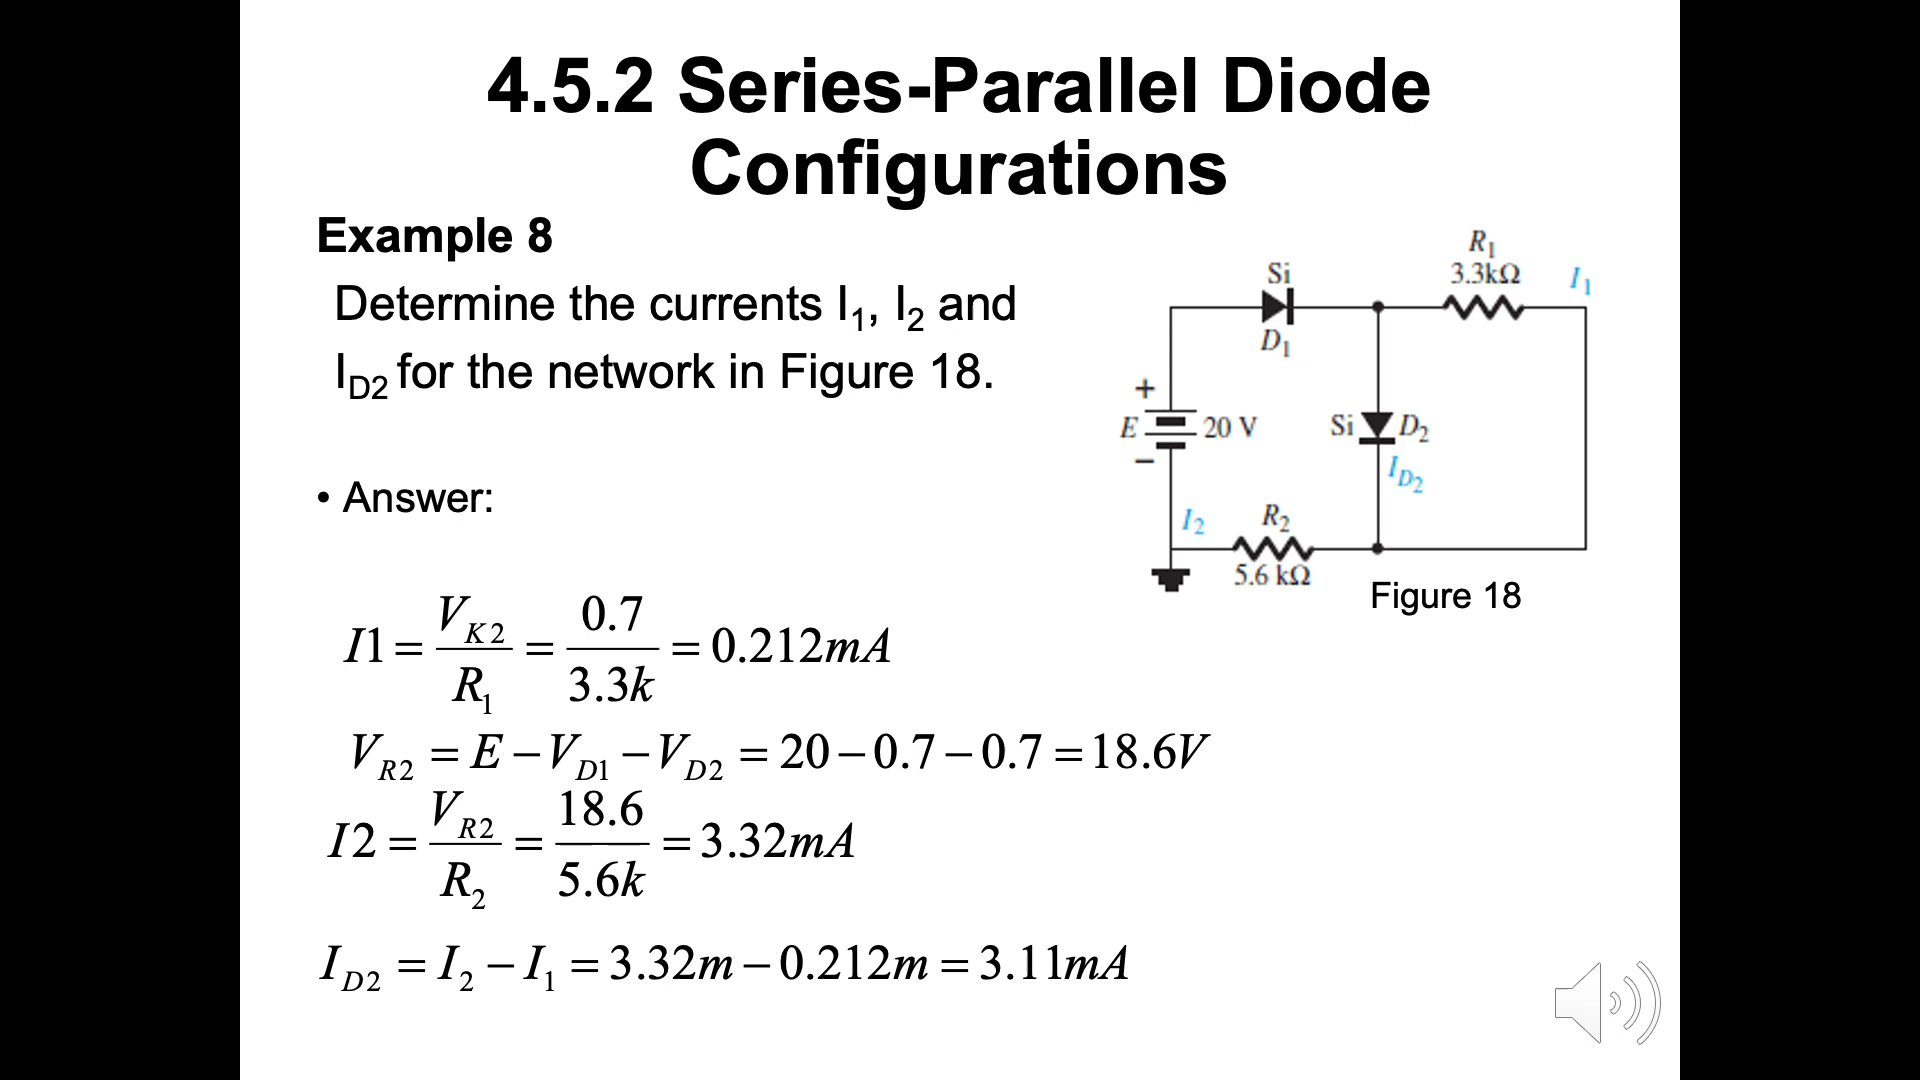 4.5.2 Series-Parallel Diode
Configurations
Example 8
Determine the currents I₁, I₂ and
I_D2 for the network in Figure 18.
• Answer:
R₁
3.3kΩ
I₁
Si
D₁
+
E
20 V
−
Si
D₂
I_D2
I₂
R₂
5.6 kΩ
Figure 18
I1 = V_K2 / R₁ = 0.7 / 3.3k = 0.212mA
V_R2 = E − V_D1 − V_D2 = 20 − 0.7 − 0.7 = 18.6V
I2 = V_R2 / R₂ = 18.6 / 5.6k = 3.32mA
I_D2 = I₂ − I₁ = 3.32m − 0.212m = 3.11mA